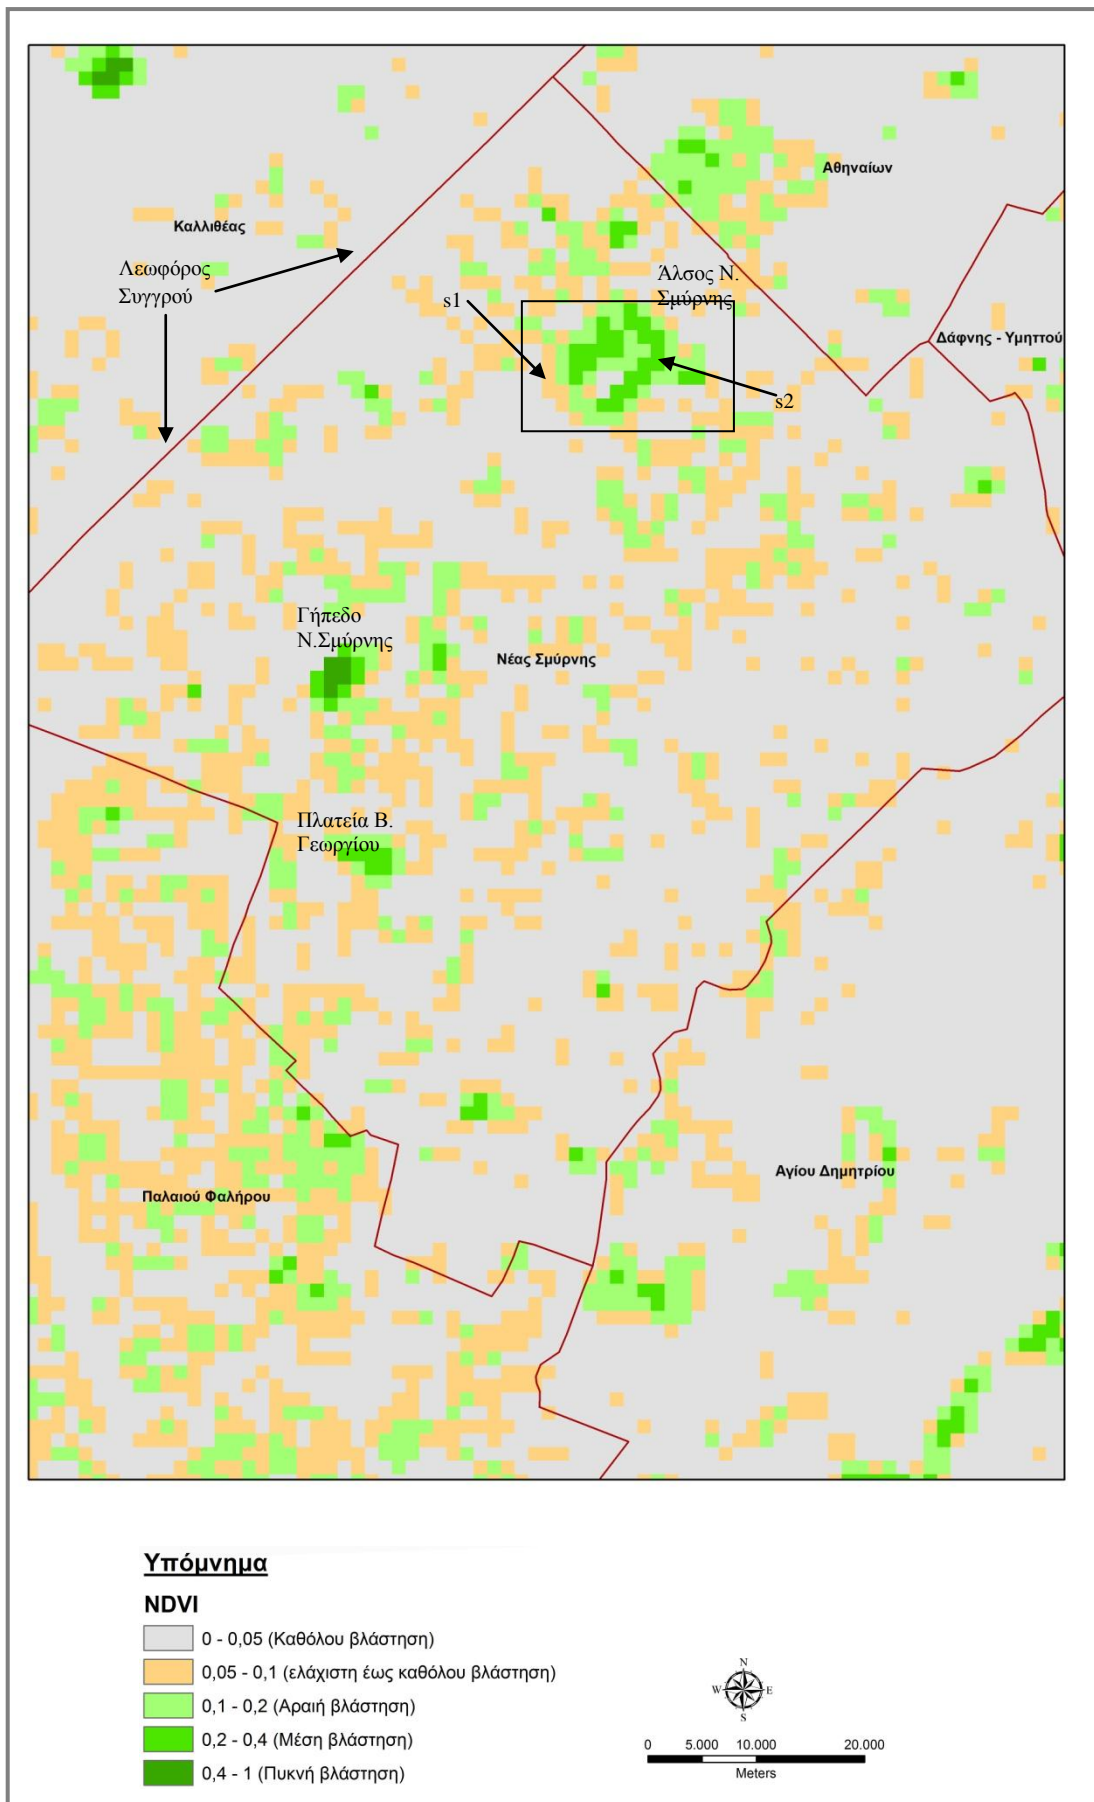 Αθηναίων
Καλλιθέας
Λεωφόρος
Συγγρού
Άλσος Ν.
Σμύρνης
s1
Δάφνης - Υμηττού
s2
Γήπεδο
Ν.Σμύρνης
Νέας Σμύρνης
Πλατεία Β.
Γεωργίου
Αγίου Δημητρίου
Παλαιού Φαλήρου
Υπόμνημα
NDVI
0 - 0,05 (Καθόλου βλάστηση)
0,05 - 0,1 (ελάχιστη έως καθόλου βλάστηση)
0,1 - 0,2 (Αραιή βλάστηση)
0,2 - 0,4 (Μέση βλάστηση)
0,4 - 1 (Πυκνή βλάστηση)
N
W E
S
0 5.000 10.000 20.000
Meters